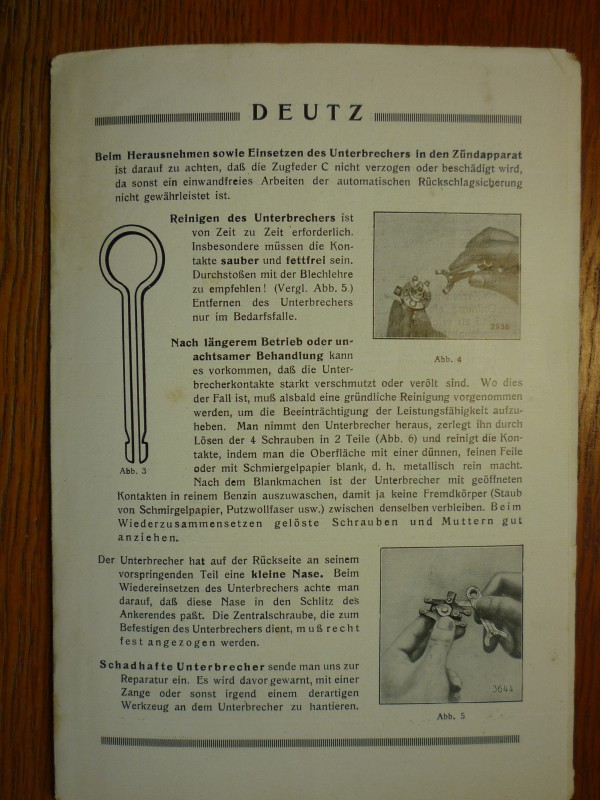 DEUTZ
Beim Herausnehmen sowie Einsetzen des Unterbrechers in den Zündapparat
ist darauf zu achten, daß die Zugfeder C nicht verzogen oder beschädigt wird,
da sonst ein einwandfreies Arbeiten der automatischen Rückschlagsicherung
nicht gewährleistet ist.
Reinigen des Unterbrechers ist
von Zeit zu Zeit erforderlich.
Insbesondere müssen die Kon-
takte sauber und fettfrei sein.
Durchstoßen mit der Blechlehre
zu empfehlen! (Vergl. Abb. 5.)
Entfernen des Unterbrechers
nur im Bedarfsfalle.
2938
Abb. 4
Nach längerem Betrieb oder un-
achtsamer Behandlung kann
es vorkommen, daß die Unter-
brecherkontakte starkt verschmutzt oder verölt sind. Wo dies
der Fall ist, muß alsbald eine gründliche Reinigung vorgenommen
werden, um die Beeinträchtigung der Leistungsfähigkeit aufzu-
heben. Man nimmt den Unterbrecher heraus, zerlegt ihn durch
Lösen der 4 Schrauben in 2 Teile (Abb. 6) und reinigt die Kon-
takte, indem man die Oberfläche mit einer dünnen, feinen Feile
oder mit Schmiergelpapier blank, d. h. metallisch rein macht.
Nach dem Blankmachen ist der Unterbrecher mit geöffneten
Kontakten in reinem Benzin auszuwaschen, damit ja keine Fremdkörper (Staub
von Schmirgelpapier, Putzwollfaser usw.) zwischen denselben verbleiben. Beim
Wiederzusammensetzen gelöste Schrauben und Muttern gut
anziehen.
Abb. 3
Der Unterbrecher hat auf der Rückseite an seinem
vorspringenden Teil eine kleine Nase. Beim
Wiedereinsetzen des Unterbrechers achte man
darauf, daß diese Nase in den Schlitz des
Ankerendes paßt. Die Zentralschraube, die zum
Befestigen des Unterbrechers dient, muß recht
fest angezogen werden.
Schadhafte Unterbrecher sende man uns zur
Reparatur ein. Es wird davor gewarnt, mit einer
Zange oder sonst irgend einem derartigen
Werkzeug an dem Unterbrecher zu hantieren.
3644
Abb. 5